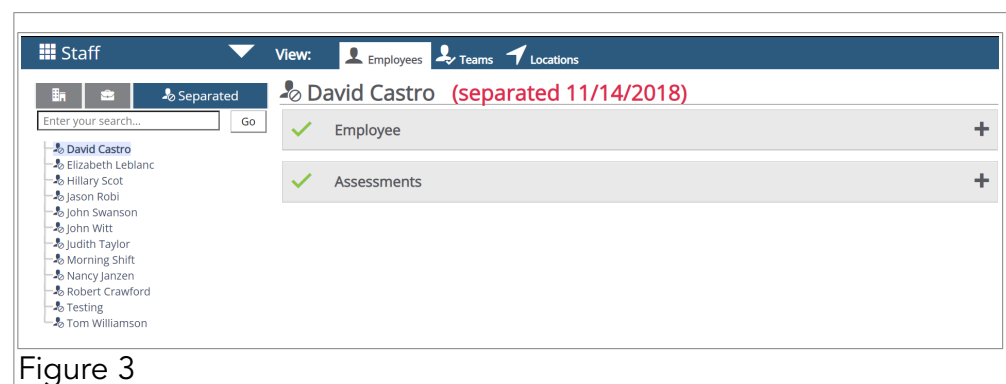 Staff View: Employees Teams Locations
Separated
Enter your search... Go
David Castro
Elizabeth Leblanc
Hillary Scot
Jason Robi
John Swanson
John Witt
Judith Taylor
Morning Shift
Nancy Janzen
Robert Crawford
Testing
Tom Williamson
David Castro (separated 11/14/2018)
Employee
Assessments
Figure 3